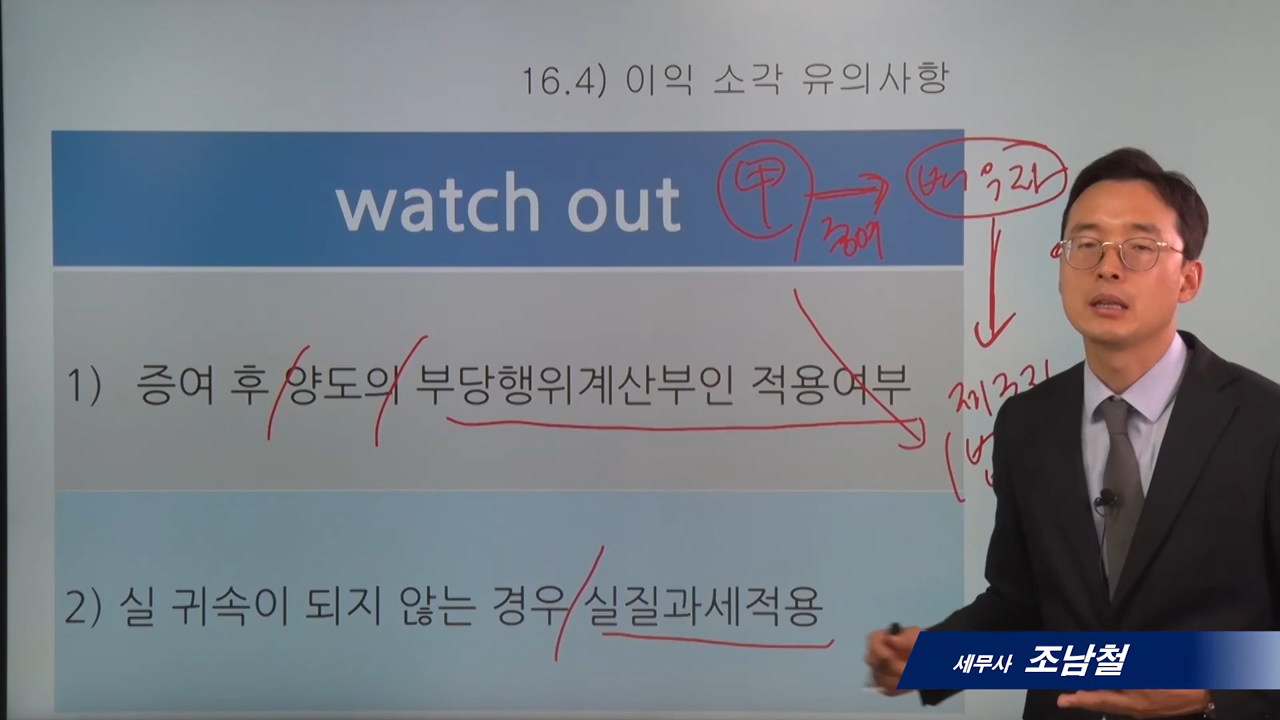 16.4) 이익 소각 유의사항
watch out
甲
배우자
증여
1) 증여 후 양도의 부당행위계산부인 적용여부
제3자
2) 실 귀속이 되지 않는 경우 실질과세적용
세무사 조남철